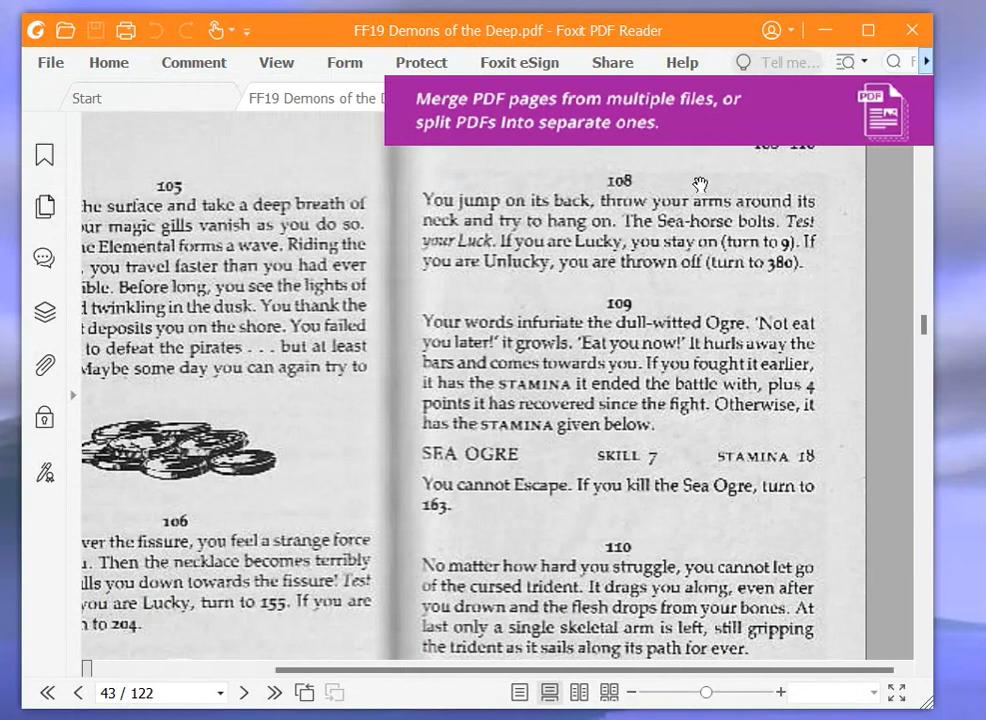 FF19 Demons of the Deep.pdf - Foxit PDF Reader
File Home Comment View Form Protect Foxit eSign Share Help Tell me... F
Start FF19 Demons of the D
Merge PDF pages from multiple files, or
split PDFs into separate ones.
PDF
105
he surface and take a deep breath of
ur magic gills vanish as you do so.
e Elemental forms a wave. Riding the
, you travel faster than you had ever
ible. Before long, you see the lights of
d twinkling in the dusk. You thank the
t deposits you on the shore. You failed
to defeat the pirates . . . but at least
Maybe some day you can again try to
106
ver the fissure, you feel a strange force
. Then the necklace becomes terribly
lls you down towards the fissure! Test
you are Lucky, turn to 155. If you are
n to 204.
108
You jump on its back, throw your arms around its
neck and try to hang on. The Sea-horse bolts. Test
your Luck. If you are Lucky, you stay on (turn to 9). If
you are Unlucky, you are thrown off (turn to 380).
109
Your words infuriate the dull-witted Ogre. 'Not eat
you later!' it growls. 'Eat you now!' It hurls away the
bars and comes towards you. If you fought it earlier,
it has the STAMINA it ended the battle with, plus 4
points it has recovered since the fight. Otherwise, it
has the STAMINA given below.
SEA OGRE SKILL 7 STAMINA 18
You cannot Escape. If you kill the Sea Ogre, turn to
163.
110
No matter how hard you struggle, you cannot let go
of the cursed trident. It drags you along, even after
you drown and the flesh drops from your bones. At
last only a single skeletal arm is left, still gripping
the trident as it sails along its path for ever.
43 / 122